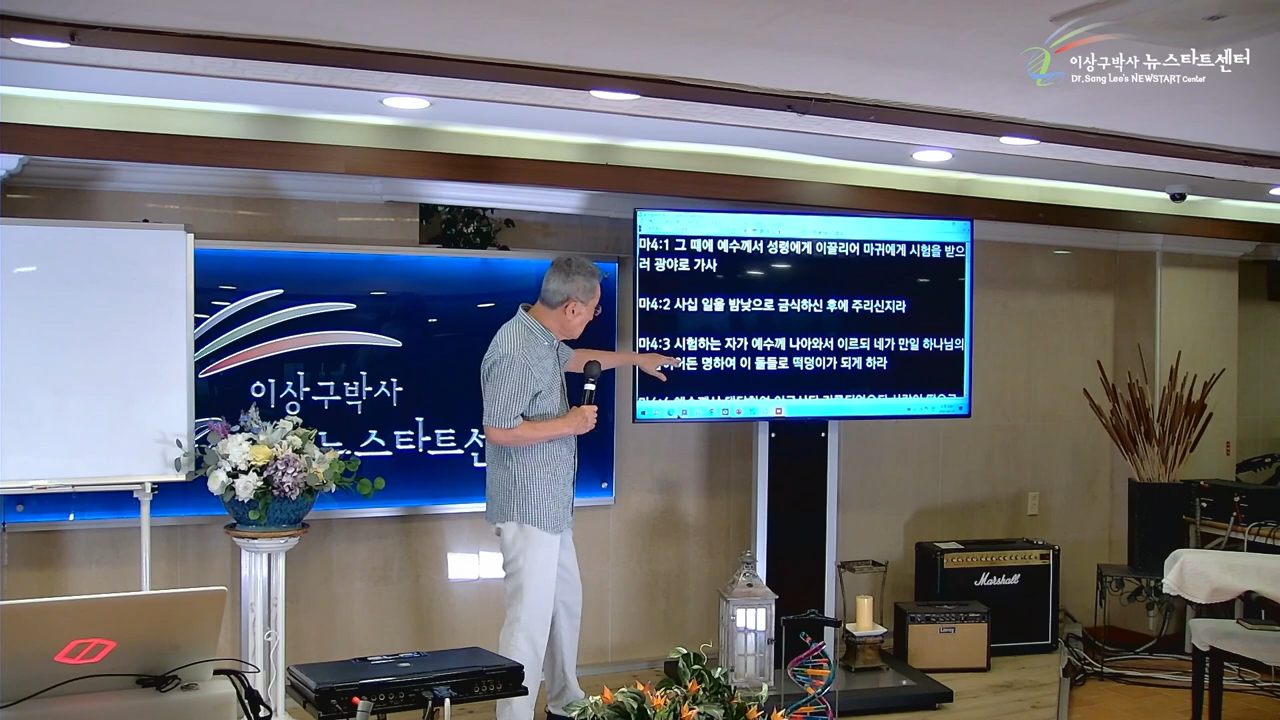 이상구박사 뉴스타트센터
Dr.Sang Lee's NEWSTART Center
마4:1 그 때에 예수께서 성령에게 이끌리어 마귀에게 시험을 받으
러 광야로 가사
마4:2 사십 일을 밤낮으로 금식하신 후에 주리신지라
마4:3 시험하는 자가 예수께 나아와서 이르되 네가 만일 하나님의
명하여 이 돌들로 떡덩이가 되게 하라
이상구박사
뉴스타트센
Marshall
Laney